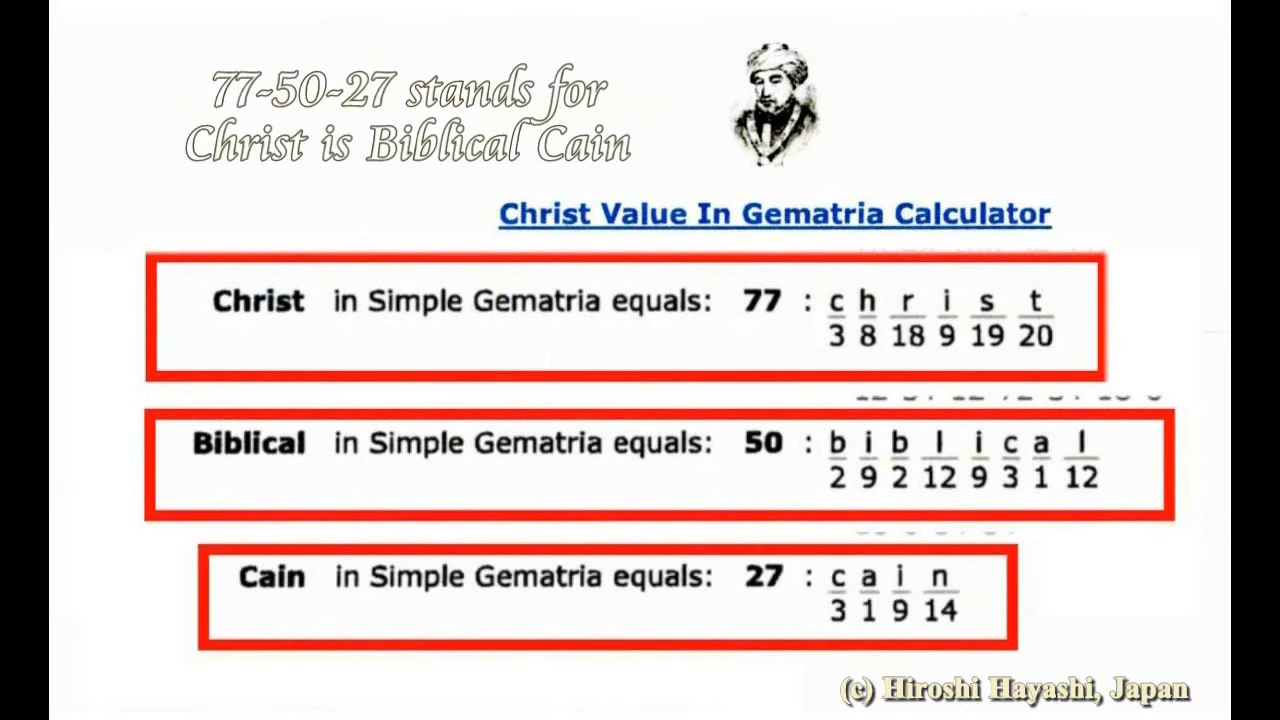 77-50-27 stands for
Christ is Biblical Cain
Christ Value In Gematria Calculator
Christ in Simple Gematria equals: 77 : c h r i s t
3 8 18 9 19 20
Biblical in Simple Gematria equals: 50 : b i b l i c a l
2 9 2 12 9 3 1 12
Cain in Simple Gematria equals: 27 : c a i n
3 1 9 14
(c) Hiroshi Hayashi, Japan